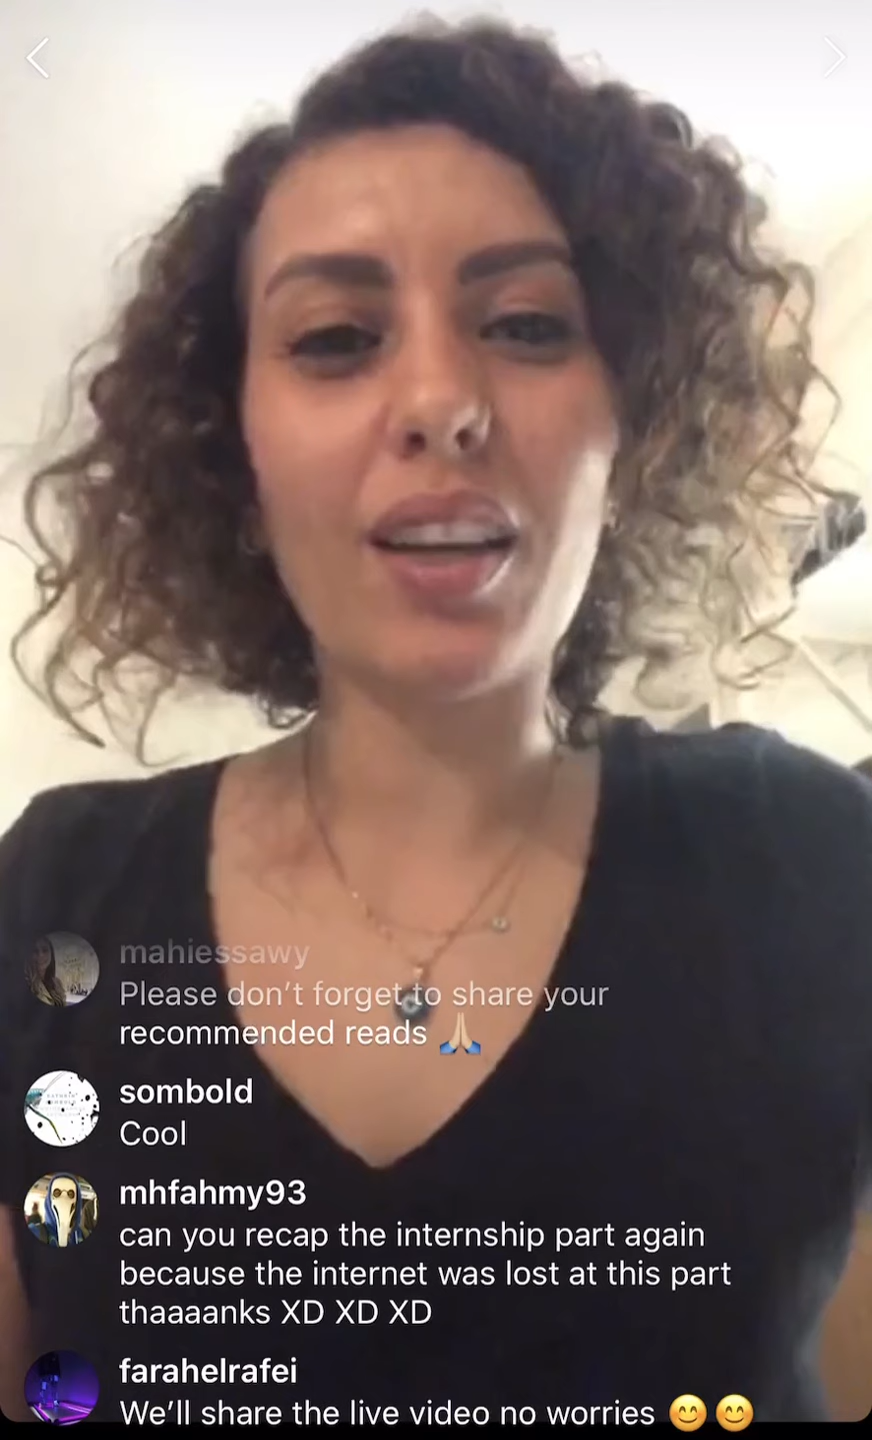 mahiessawy
Please don’t forget to share your
recommended reads 🙏🏼
sombold
Cool
mhfahmy93
can you recap the internship part again
because the internet was lost at this part
thaaaanks XD XD XD
farahelrafei
We’ll share the live video no worries 😊😊